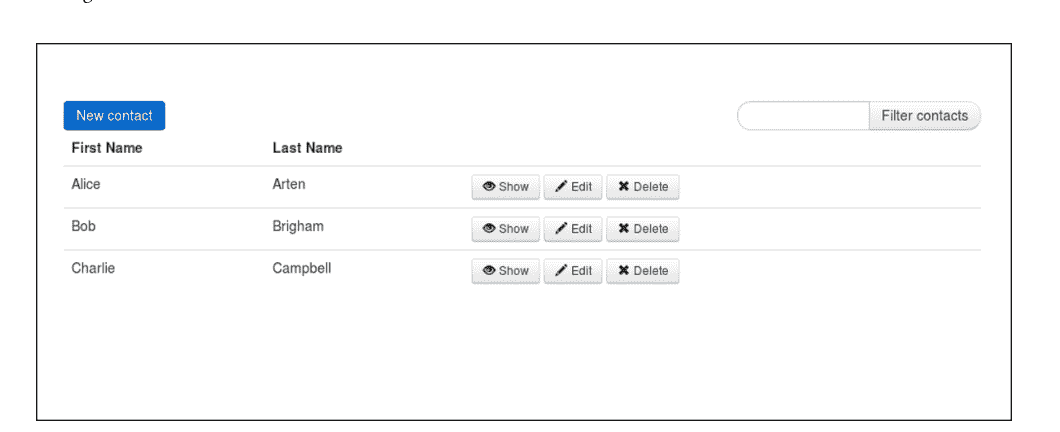 New contact Filter contacts
First Name Last Name
Alice Arten Show Edit Delete
Bob Brigham Show Edit Delete
Charlie Campbell Show Edit Delete